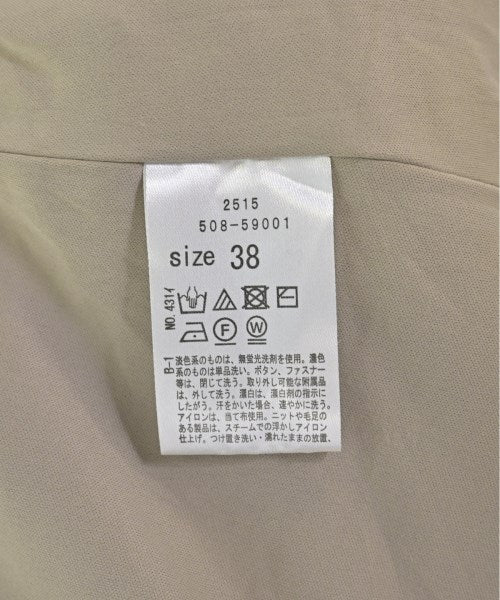 2515
508-59001
size 38
NO.431イ
F
W
B-1
淡色系のものは、無蛍光洗剤を使用。濃色
系のものは単品洗い。ボタン、ファスナー
等は、閉じて洗う。取り外し可能な附属品
は、外して洗う。漂白は、漂白剤の指示に
したがう。汗をかいた場合、速やかに洗う。
アイロンは、当て布使用。ニットや毛足の
ある製品は、スチームでの浮かしアイロン
仕上げ。つけ置き洗い・濡れたままの放置、